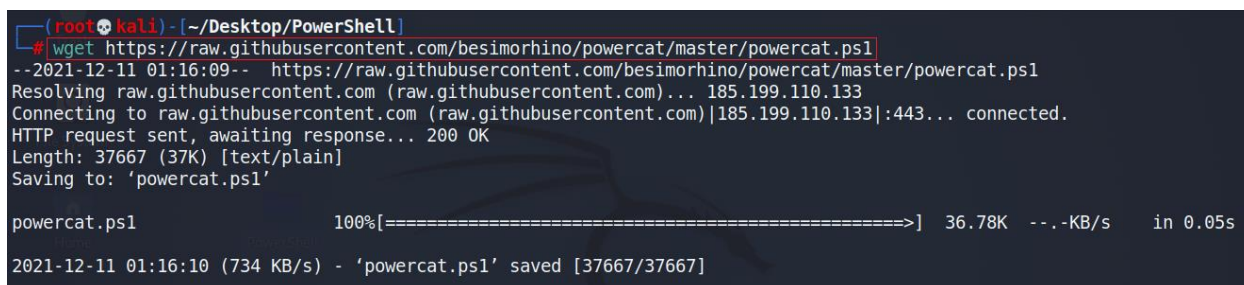 (root💀kali)-[~/Desktop/PowerShell]
# wget https://raw.githubusercontent.com/besimorhino/powercat/master/powercat.ps1
--2021-12-11 01:16:09-- https://raw.githubusercontent.com/besimorhino/powercat/master/powercat.ps1
Resolving raw.githubusercontent.com (raw.githubusercontent.com)... 185.199.110.133
Connecting to raw.githubusercontent.com (raw.githubusercontent.com)|185.199.110.133|:443... connected.
HTTP request sent, awaiting response... 200 OK
Length: 37667 (37K) [text/plain]
Saving to: ‘powercat.ps1’
powercat.ps1 100%[==================================================>] 36.78K --.-KB/s in 0.05s
2021-12-11 01:16:10 (734 KB/s) - ‘powercat.ps1’ saved [37667/37667]